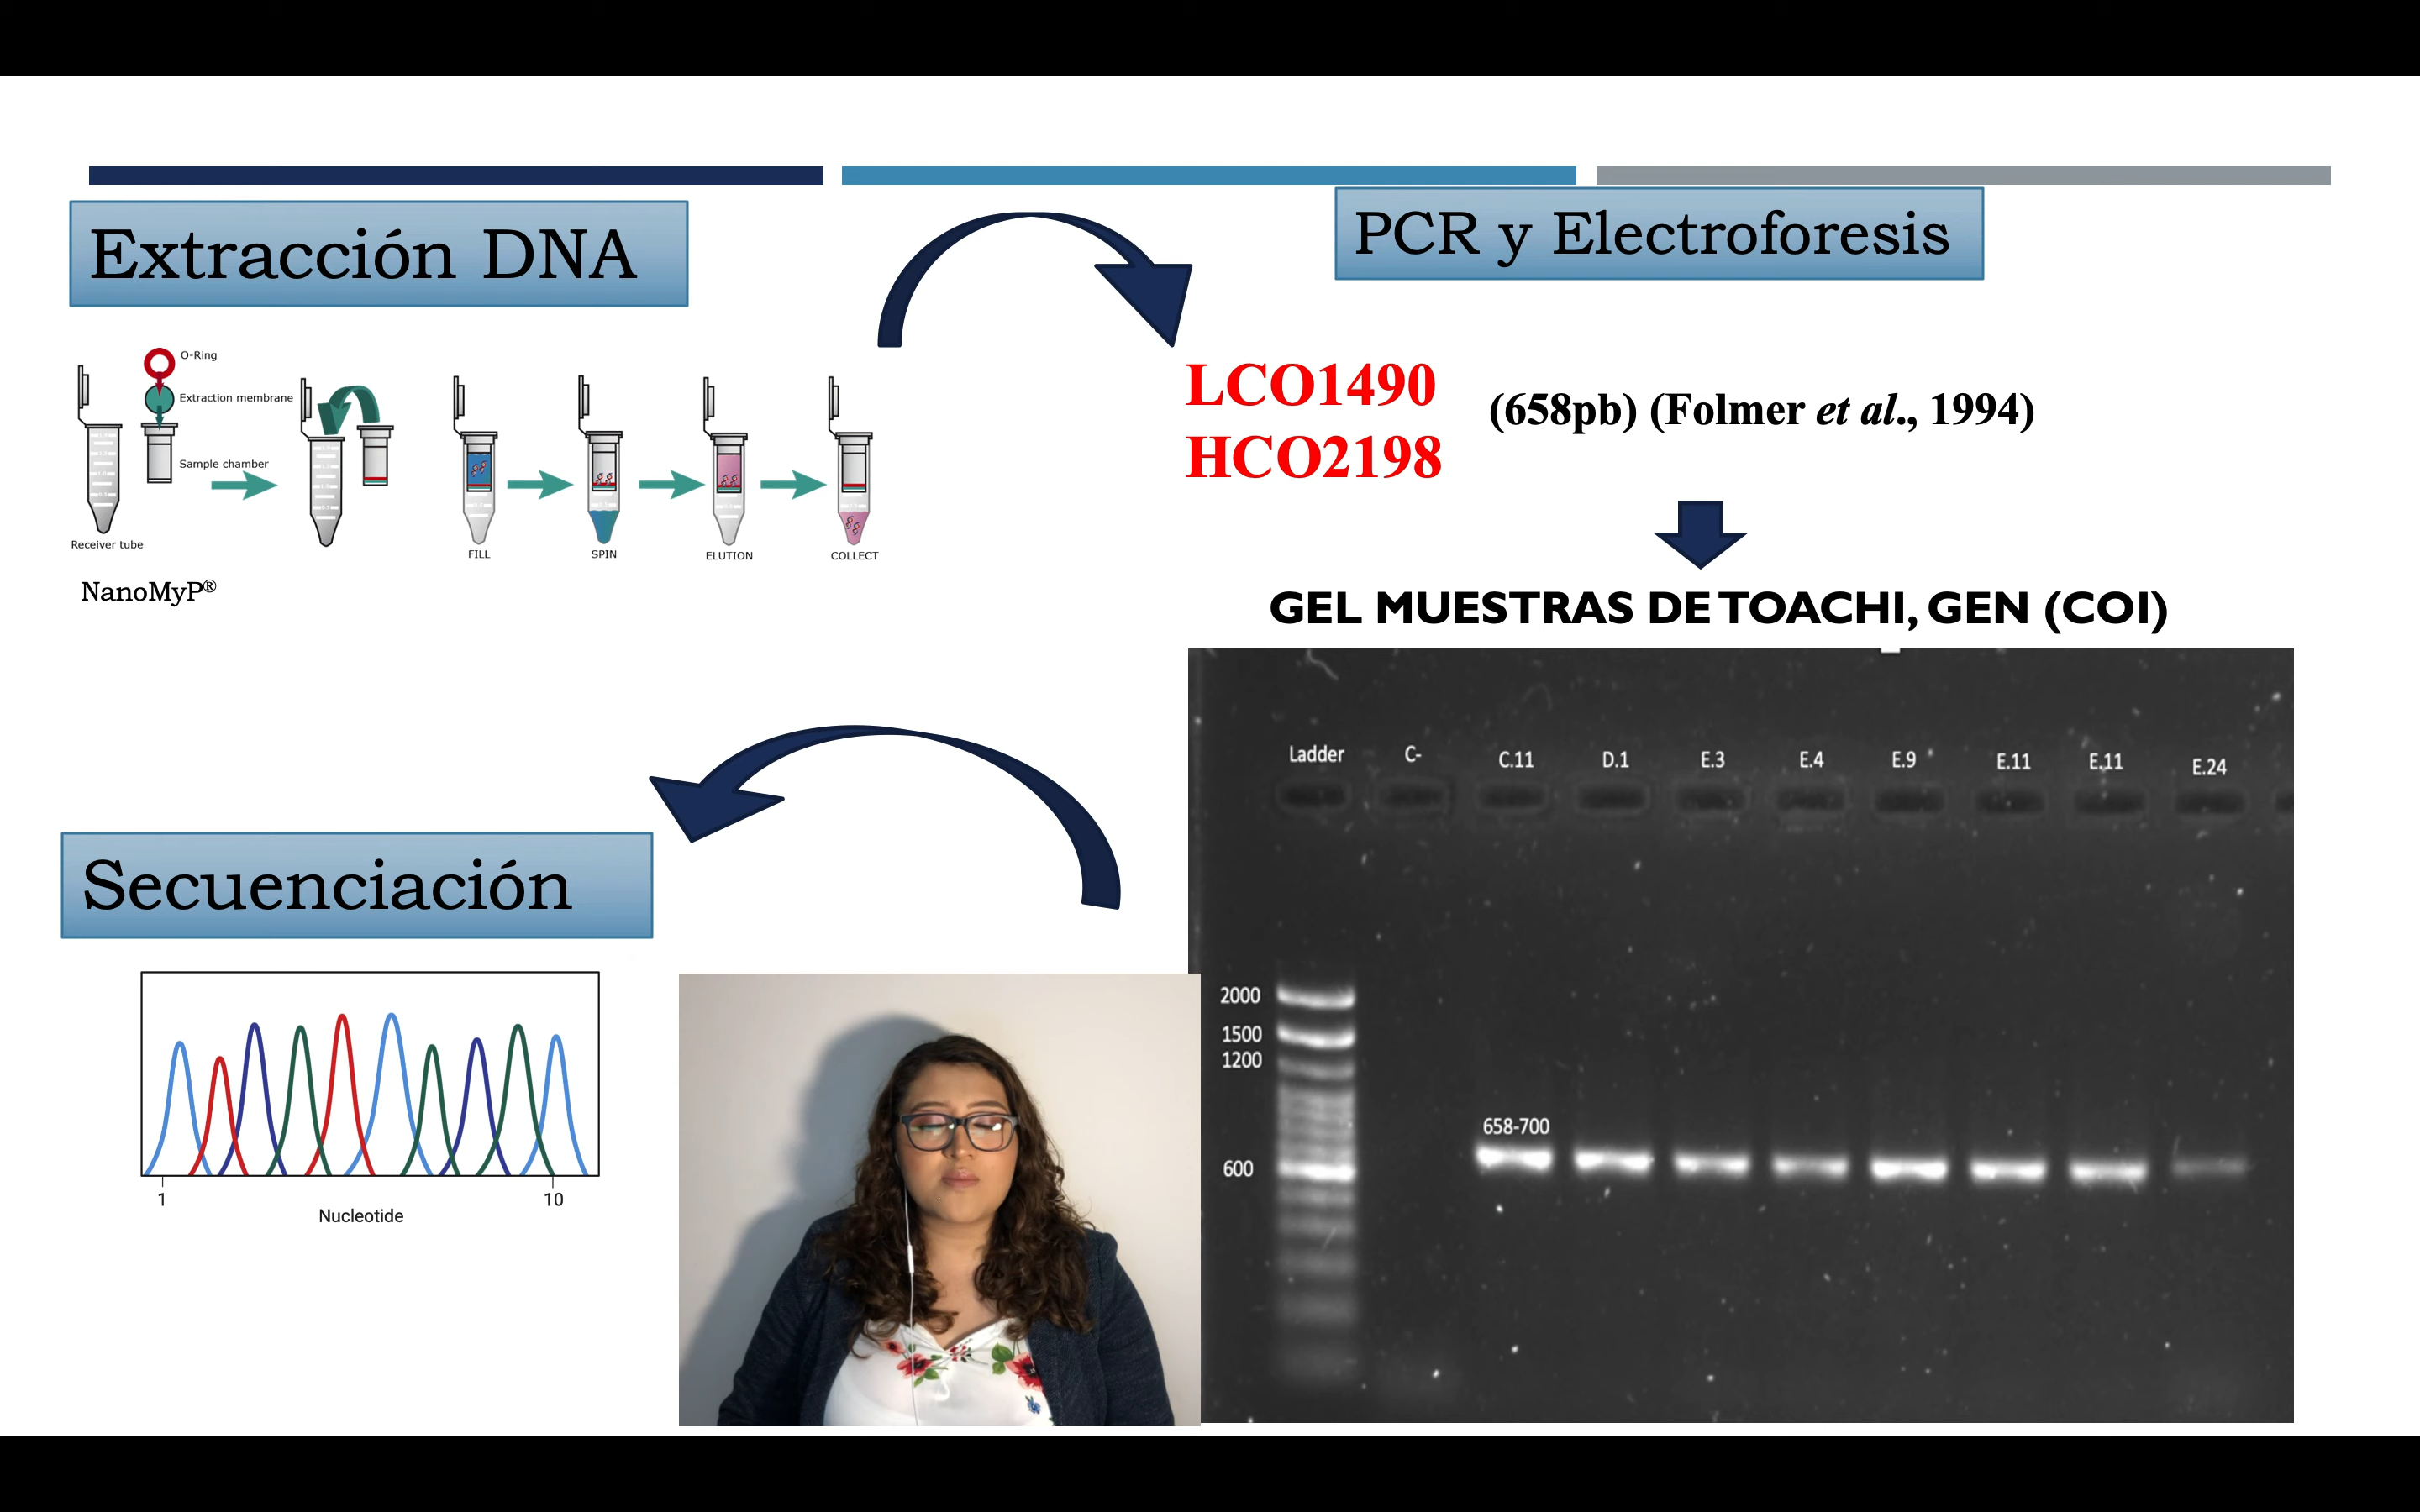 Extracción DNA
O-Ring
Extraction membrane
Sample chamber
Receiver tube
FILL
SPIN
ELUTION
COLLECT
NanoMyP®
PCR y Electroforesis
LCO1490
HCO2198
(658pb) (Folmer et al., 1994)
GEL MUESTRAS DE TOACHI, GEN (COI)
Ladder C- C.11 D.1 E.3 E.4 E.9 E.11 E.11 E.24
2000
1500
1200
658-700
600
Secuenciación
1 10
Nucleotide